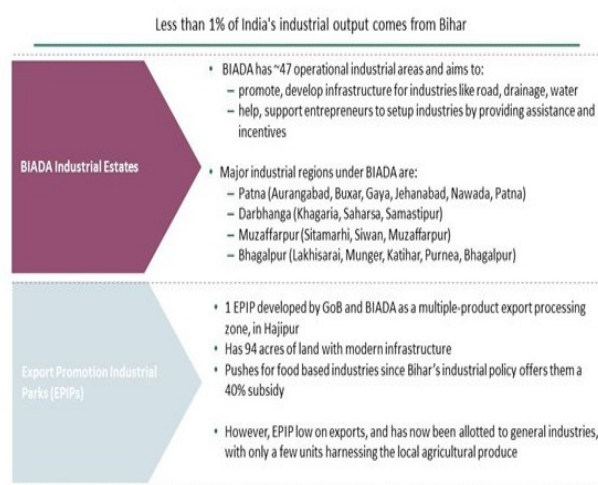 Less than 1% of India's industrial output comes from Bihar
BIADA Industrial Estates
• BIADA has ~47 operational industrial areas and aims to:
– promote, develop infrastructure for industries like road, drainage, water
– help, support entrepreneurs to setup industries by providing assistance and
incentives
• Major industrial regions under BIADA are:
– Patna (Aurangabad, Buxar, Gaya, Jehanabad, Nawada, Patna)
– Darbhanga (Khagaria, Saharsa, Samastipur)
– Muzaffarpur (Sitamarhi, Siwan, Muzaffarpur)
– Bhagalpur (Lakhisarai, Munger, Katihar, Purnea, Bhagalpur)
Export Promotion Industrial
Parks (EPIPs)
• 1 EPIP developed by GoB and BIADA as a multiple-product export processing
zone, in Hajipur
• Has 94 acres of land with modern infrastructure
• Pushes for food based industries since Bihar's industrial policy offers them a
40% subsidy
• However, EPIP low on exports, and has now been allotted to general industries,
with only a few units harnessing the local agricultural produce